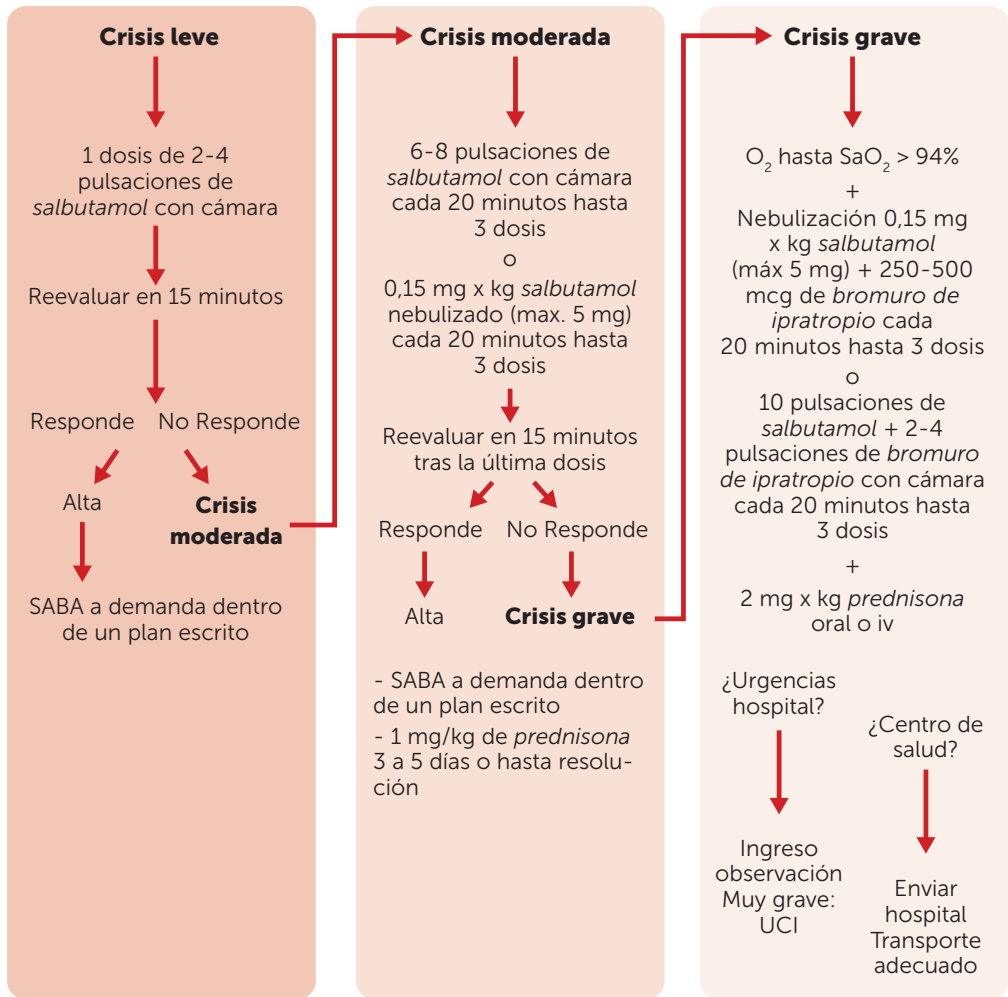 Crisis leve
1 dosis de 2-4
pulsaciones de
salbutamol con cámara
Reevaluar en 15 minutos
Responde
No Responde
Alta
Crisis
moderada
SABA a demanda dentro
de un plan escrito
Crisis moderada
6-8 pulsaciones de
salbutamol con cámara
cada 20 minutos hasta
3 dosis
o
0,15 mg x kg salbutamol
nebulizado (max. 5 mg)
cada 20 minutos hasta
3 dosis
Reevaluar en 15 minutos
tras la última dosis
Responde
No Responde
Alta
Crisis grave
- SABA a demanda dentro
de un plan escrito
- 1 mg/kg de prednisona
3 a 5 días o hasta resolu-
ción
Crisis grave
O₂ hasta SaO₂ > 94%
+
Nebulización 0,15 mg
x kg salbutamol
(máx 5 mg) + 250-500
mcg de bromuro de
ipratropio cada
20 minutos hasta 3 dosis
o
10 pulsaciones de
salbutamol + 2-4
pulsaciones de bromuro
de ipratropio con cámara
cada 20 minutos hasta
3 dosis
+
2 mg x kg prednisona
oral o iv
¿Urgencias
hospital?
Ingreso
observación
Muy grave:
UCI
¿Centro de
salud?
Enviar
hospital
Transporte
adecuado